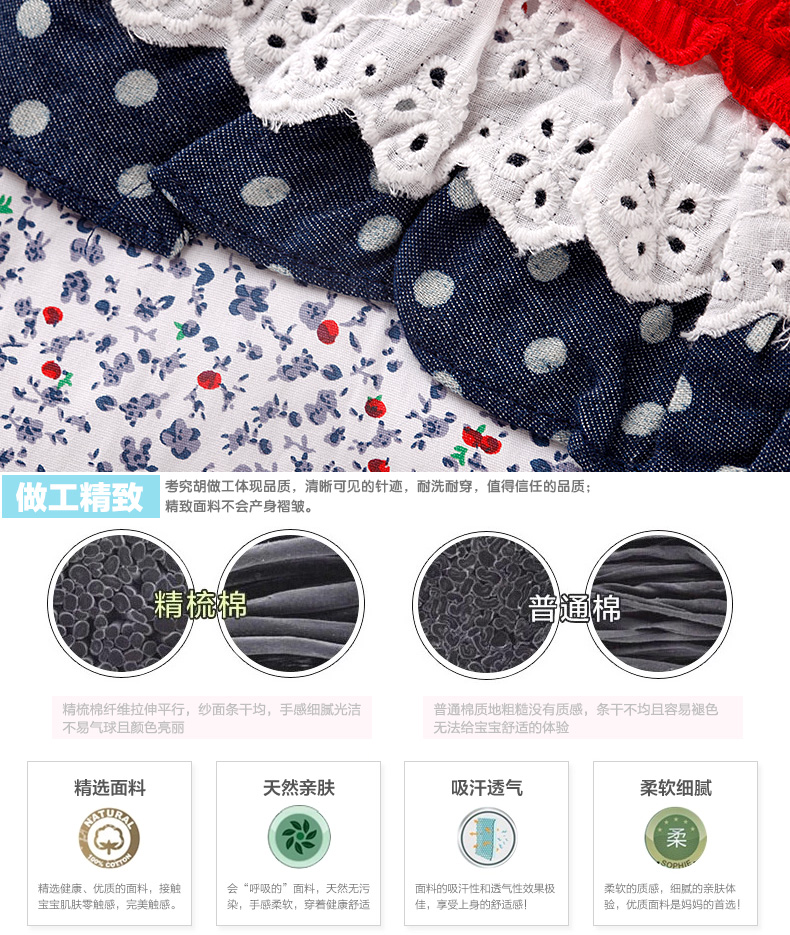 做工精致
考究胡做工体现品质，清晰可见的针迹，耐洗耐穿，值得信任的品质；
精致面料不会产身褶皱。
精梳棉
普通棉
精梳棉纤维拉伸平行，纱面条干均，手感细腻光洁
不易气球且颜色亮丽
普通棉质地粗糙没有质感，条干不均且容易褪色
无法给宝宝舒适的体验
精选面料
NATURAL
100% COTTON
精选健康、优质的面料，接触
宝宝肌肤零触感，完美触感。
天然亲肤
会“呼吸的”面料，天然无污
染，手感柔软，穿着健康舒适
吸汗透气
面料的吸汗性和透气性效果极
佳，享受上身的舒适感！
柔软细腻
柔
SOPHIE
柔软的质感，细腻的亲肤体
验，优质面料是妈妈的首选！